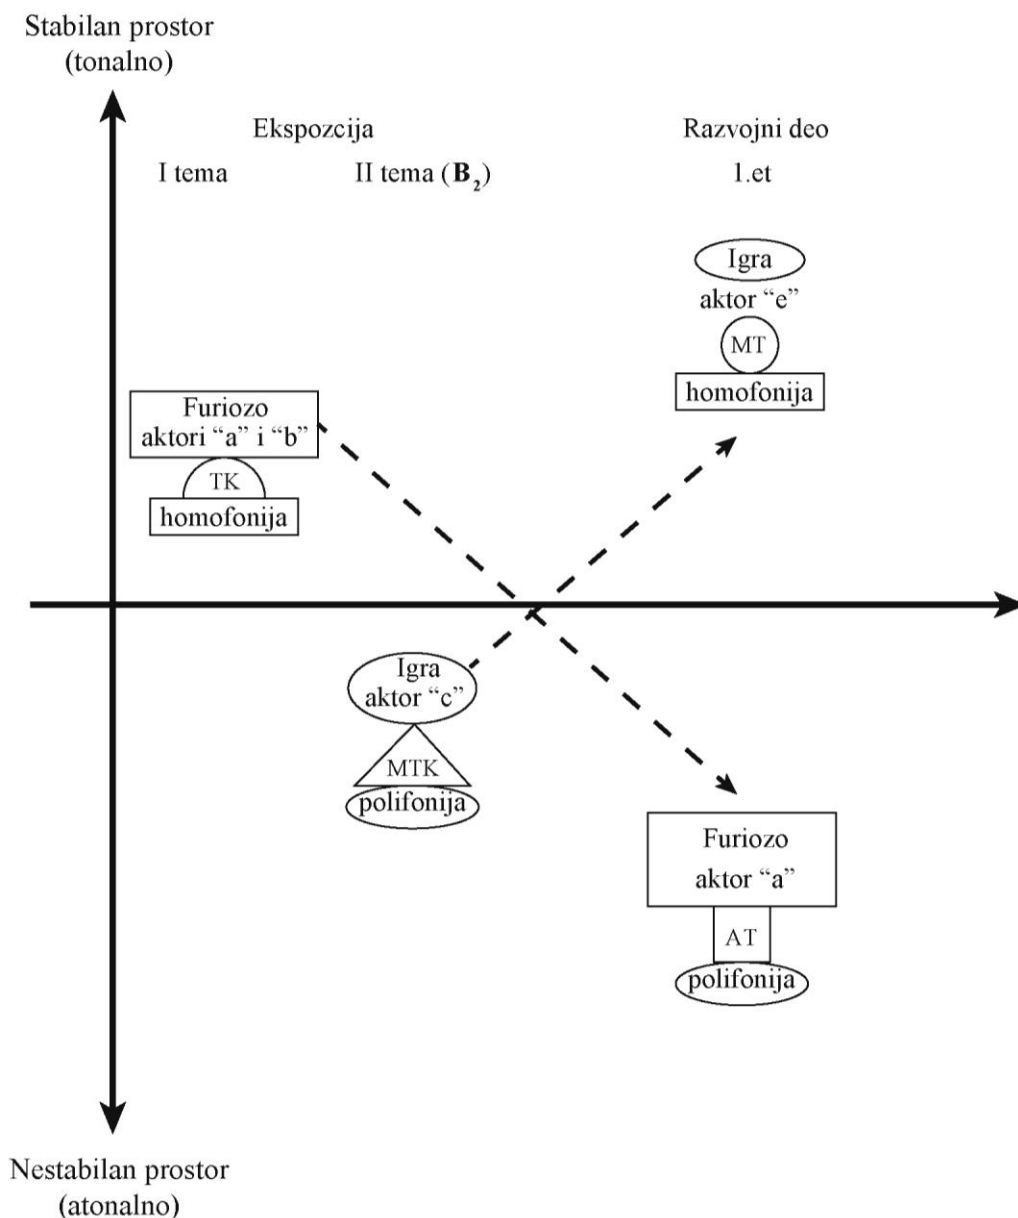 Stabilan prostor
(tonalno)
Ekspozcija
Razvojni deo
I tema
II tema (B2)
1.et
Igra
aktor “e”
MT
homofonija
Furiozo
aktori “a” i “b”
TK
homofonija
Igra
aktor “c”
MTK
polifonija
Furiozo
aktor “a”
AT
polifonija
Nestabilan prostor
(atonalno)